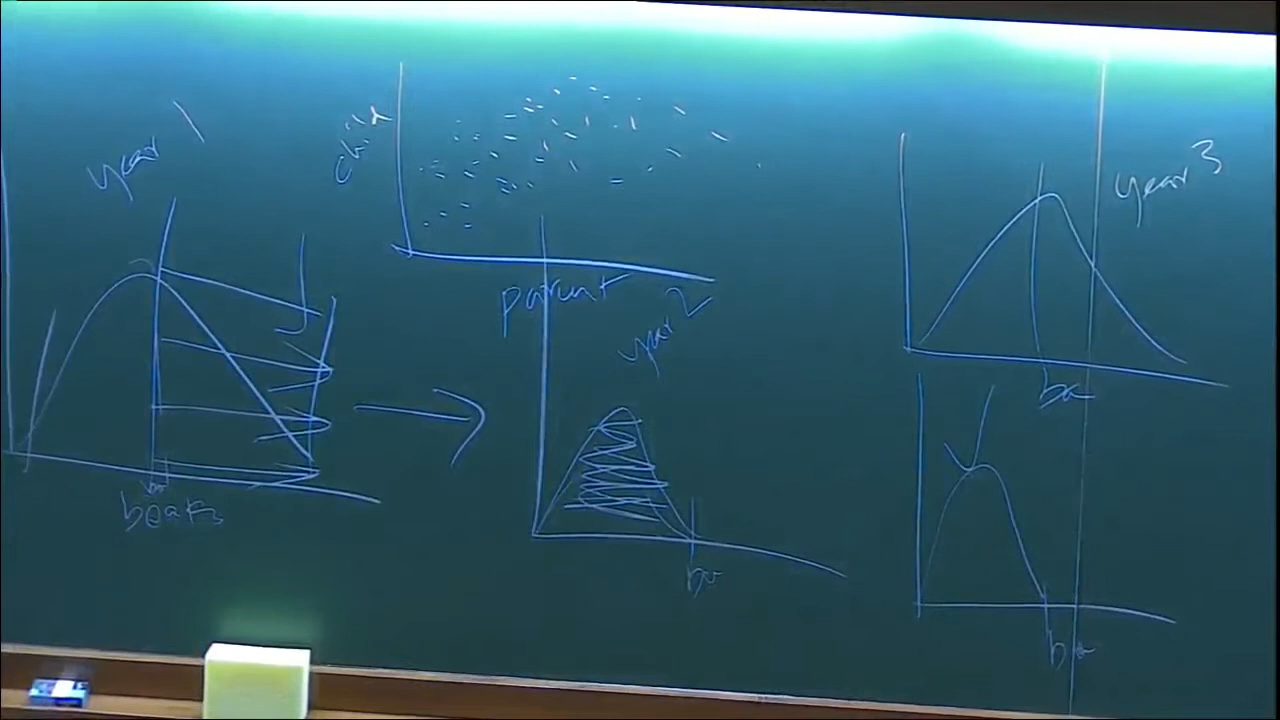 year 1
child
parent
year 2
year 3
beaks